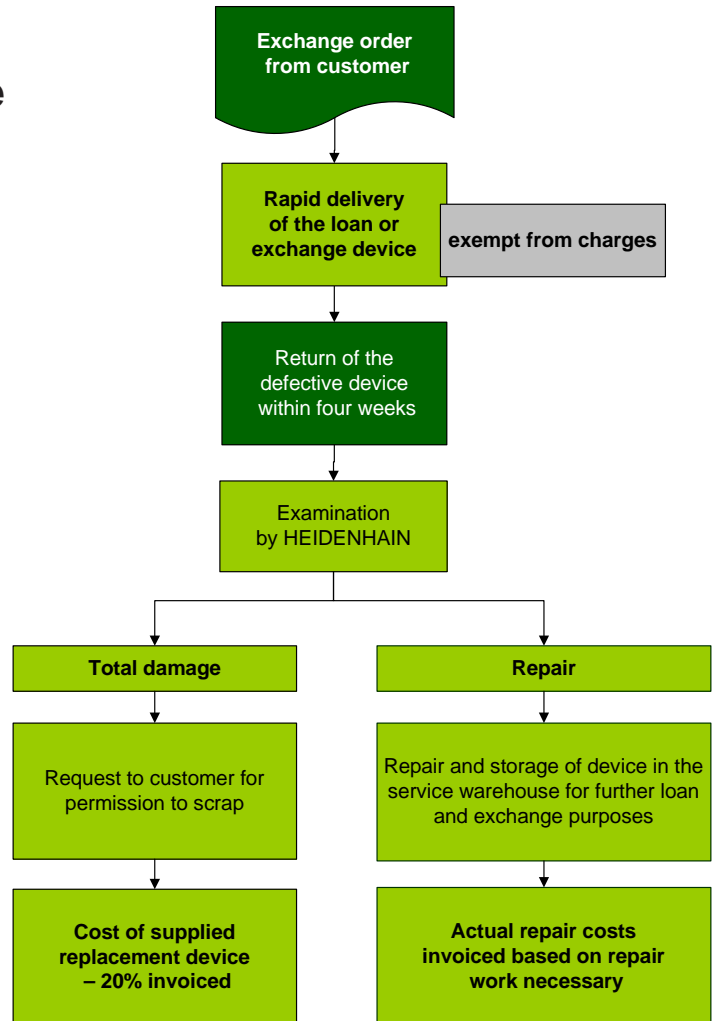 Exchange order
from customer
e
Rapid delivery
of the loan or
exchange device
exempt from charges
Return of the
defective device
within four weeks
Examination
by HEIDENHAIN
Total damage
Repair
Request to customer for
permission to scrap
Repair and storage of device in the
service warehouse for further loan
and exchange purposes
Cost of supplied
replacement device
– 20% invoiced
Actual repair costs
invoiced based on repair
work necessary